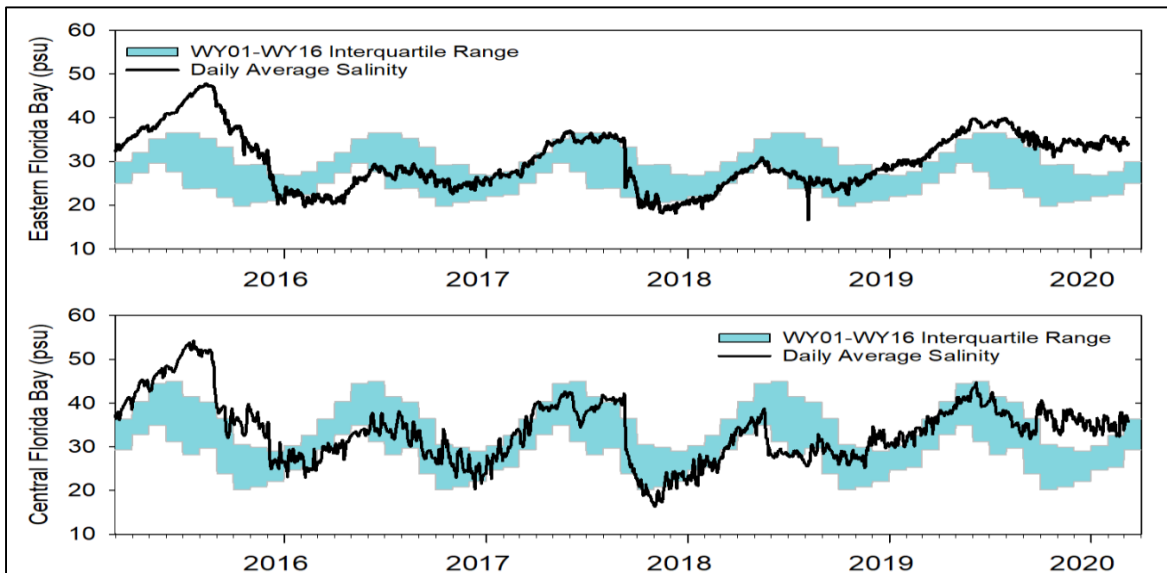 Eastern Florida Bay (psu)
60
50
40
30
20
10
WY01-WY16 Interquartile Range
Daily Average Salinity
2016 2017 2018 2019 2020
Central Florida Bay (psu)
60
50
40
30
20
10
WY01-WY16 Interquartile Range
Daily Average Salinity
2016 2017 2018 2019 2020